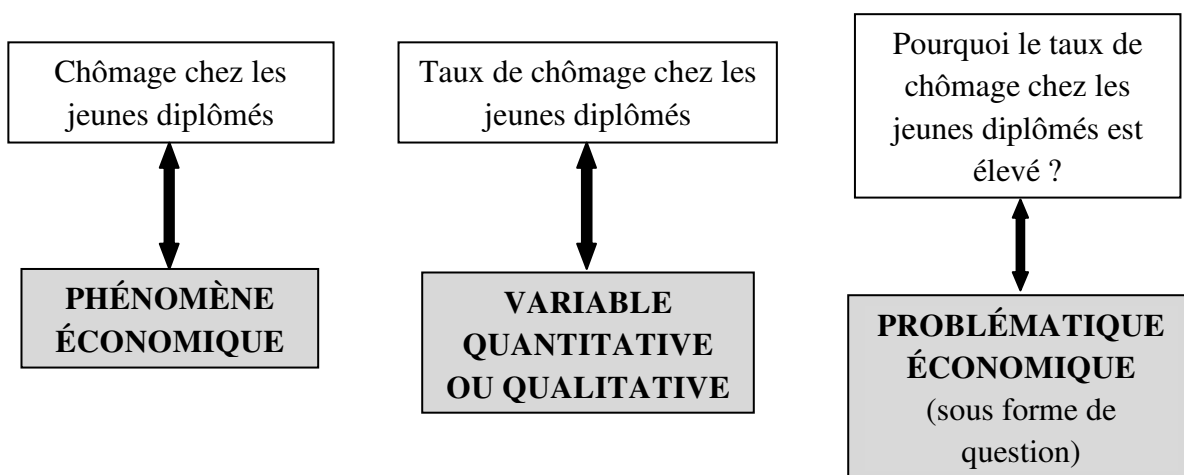 Chômage chez les
jeunes diplômés
PHÉNOMÈNE
ÉCONOMIQUE
Taux de chômage chez les
jeunes diplômés
VARIABLE
QUANTITATIVE
OU QUALITATIVE
Pourquoi le taux de
chômage chez les
jeunes diplômés est
élevé ?
PROBLÉMATIQUE
ÉCONOMIQUE
(sous forme de
question)